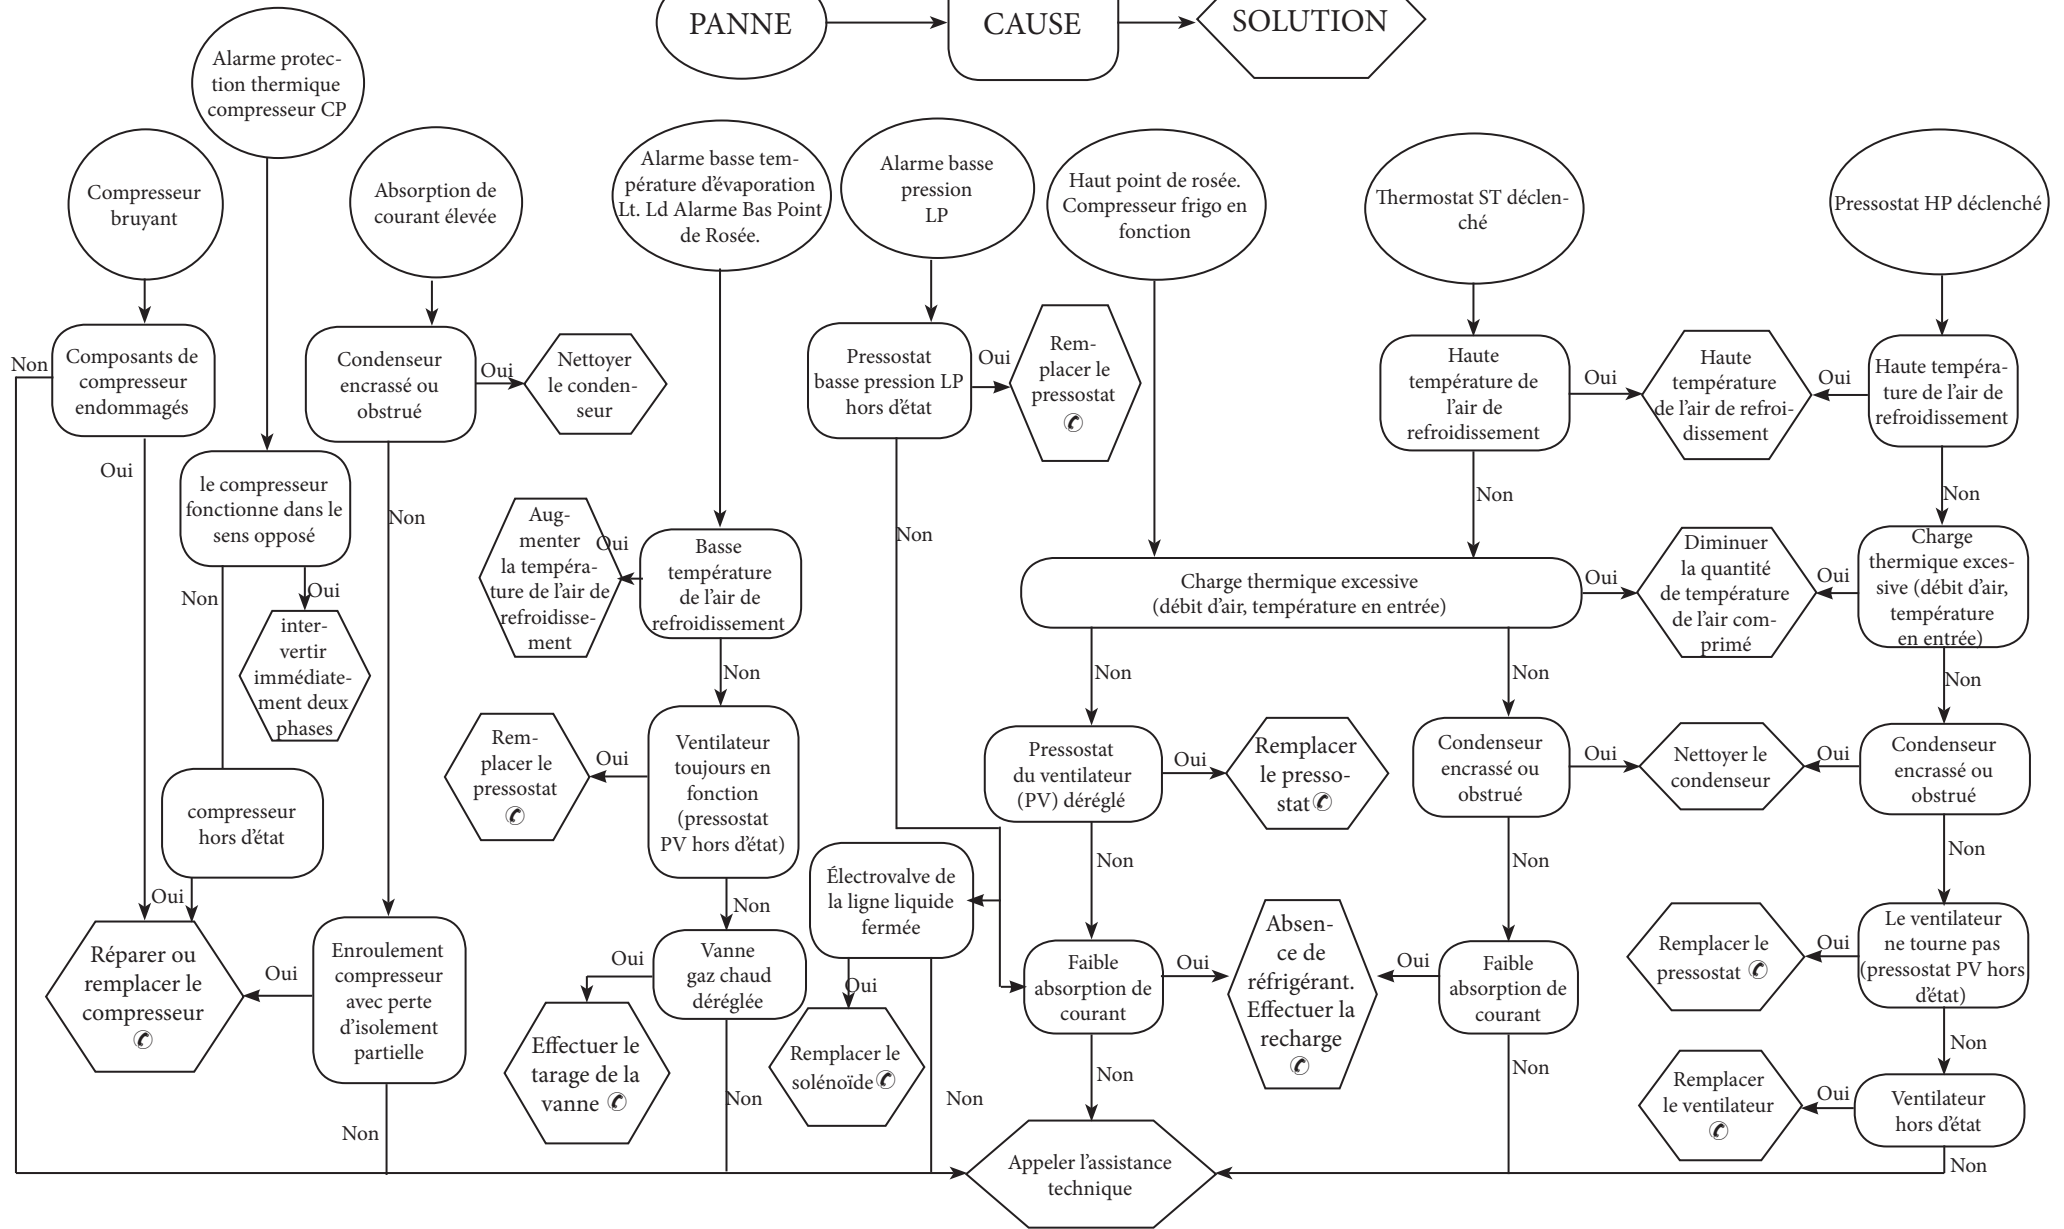 PANNE
CAUSE
SOLUTION
Alarme protec-
tion thermique
compresseur CP
Compresseur
bruyant
Absorption de
courant élevée
Alarme basse tem-
pérature d'évaporation
Lt. Ld Alarme Bas Point
de Rosée.
Alarme basse
pression
LP
Haut point de rosée.
Compresseur frigo en
fonction
Thermostat ST déclen-
ché
Pressostat HP déclenché
Non
Composants de
compresseur
endommagés
Oui
Condenseur
encrassé ou
obstrué
Oui
Nettoyer
le conden-
seur
Non
Pressostat
basse pression LP
hors d'état
Oui
Rem-
placer le
pressostat
✆
Non
Haute
température de
l'air de
refroidissement
Oui
Haute
température
de l'air de refroi-
dissement
Oui
Haute tempéra-
ture de l'air de
refroidissement
Non
Non
le compresseur
fonctionne dans le
sens opposé
Non
Oui
inter-
vertir
immédiate-
ment deux
phases
Aug-
menter
la tempéra-
ture de l'air de
refroidisse-
ment
Oui
Basse
température
de l'air de
refroidissement
Non
Charge thermique excessive
(débit d'air, température en entrée)
Oui
Diminuer
la quantité
de température
de l'air com-
primé
Oui
Charge
thermique exces-
sive (débit d'air,
température
en entrée)
Non
Non
Non
Rem-
placer le
pressostat
✆
Oui
Ventilateur
toujours en
fonction
(pressostat
PV hors d'état)
Non
Pressostat
du ventilateur
(PV) déréglé
Oui
Remplacer
le presso-
stat✆
Non
Condenseur
encrassé ou
obstrué
Oui
Nettoyer le
condenseur
Oui
Condenseur
encrassé ou
obstrué
Non
Non
compresseur
hors d'état
Oui
Réparer ou
remplacer le
compresseur
✆
Oui
Enroulement
compresseur
avec perte
d'isolement
partielle
Non
Oui
Vanne
gaz chaud
déréglée
Effectuer le
tarage de la
vanne ✆
Non
Électrovalve de
la ligne liquide
fermée
Oui
Remplacer le
solénoïde✆
Non
Faible
absorption de
courant
Oui
Absen-
ce de
réfrigérant.
Effectuer la
recharge
✆
Oui
Faible
absorption de
courant
Non
Non
Remplacer le
pressostat ✆
Oui
Le ventilateur
ne tourne pas
(pressostat PV hors
d'état)
Non
Remplacer
le ventilateur
✆
Oui
Ventilateur
hors d'état
Non
Appeler l'assistance
technique